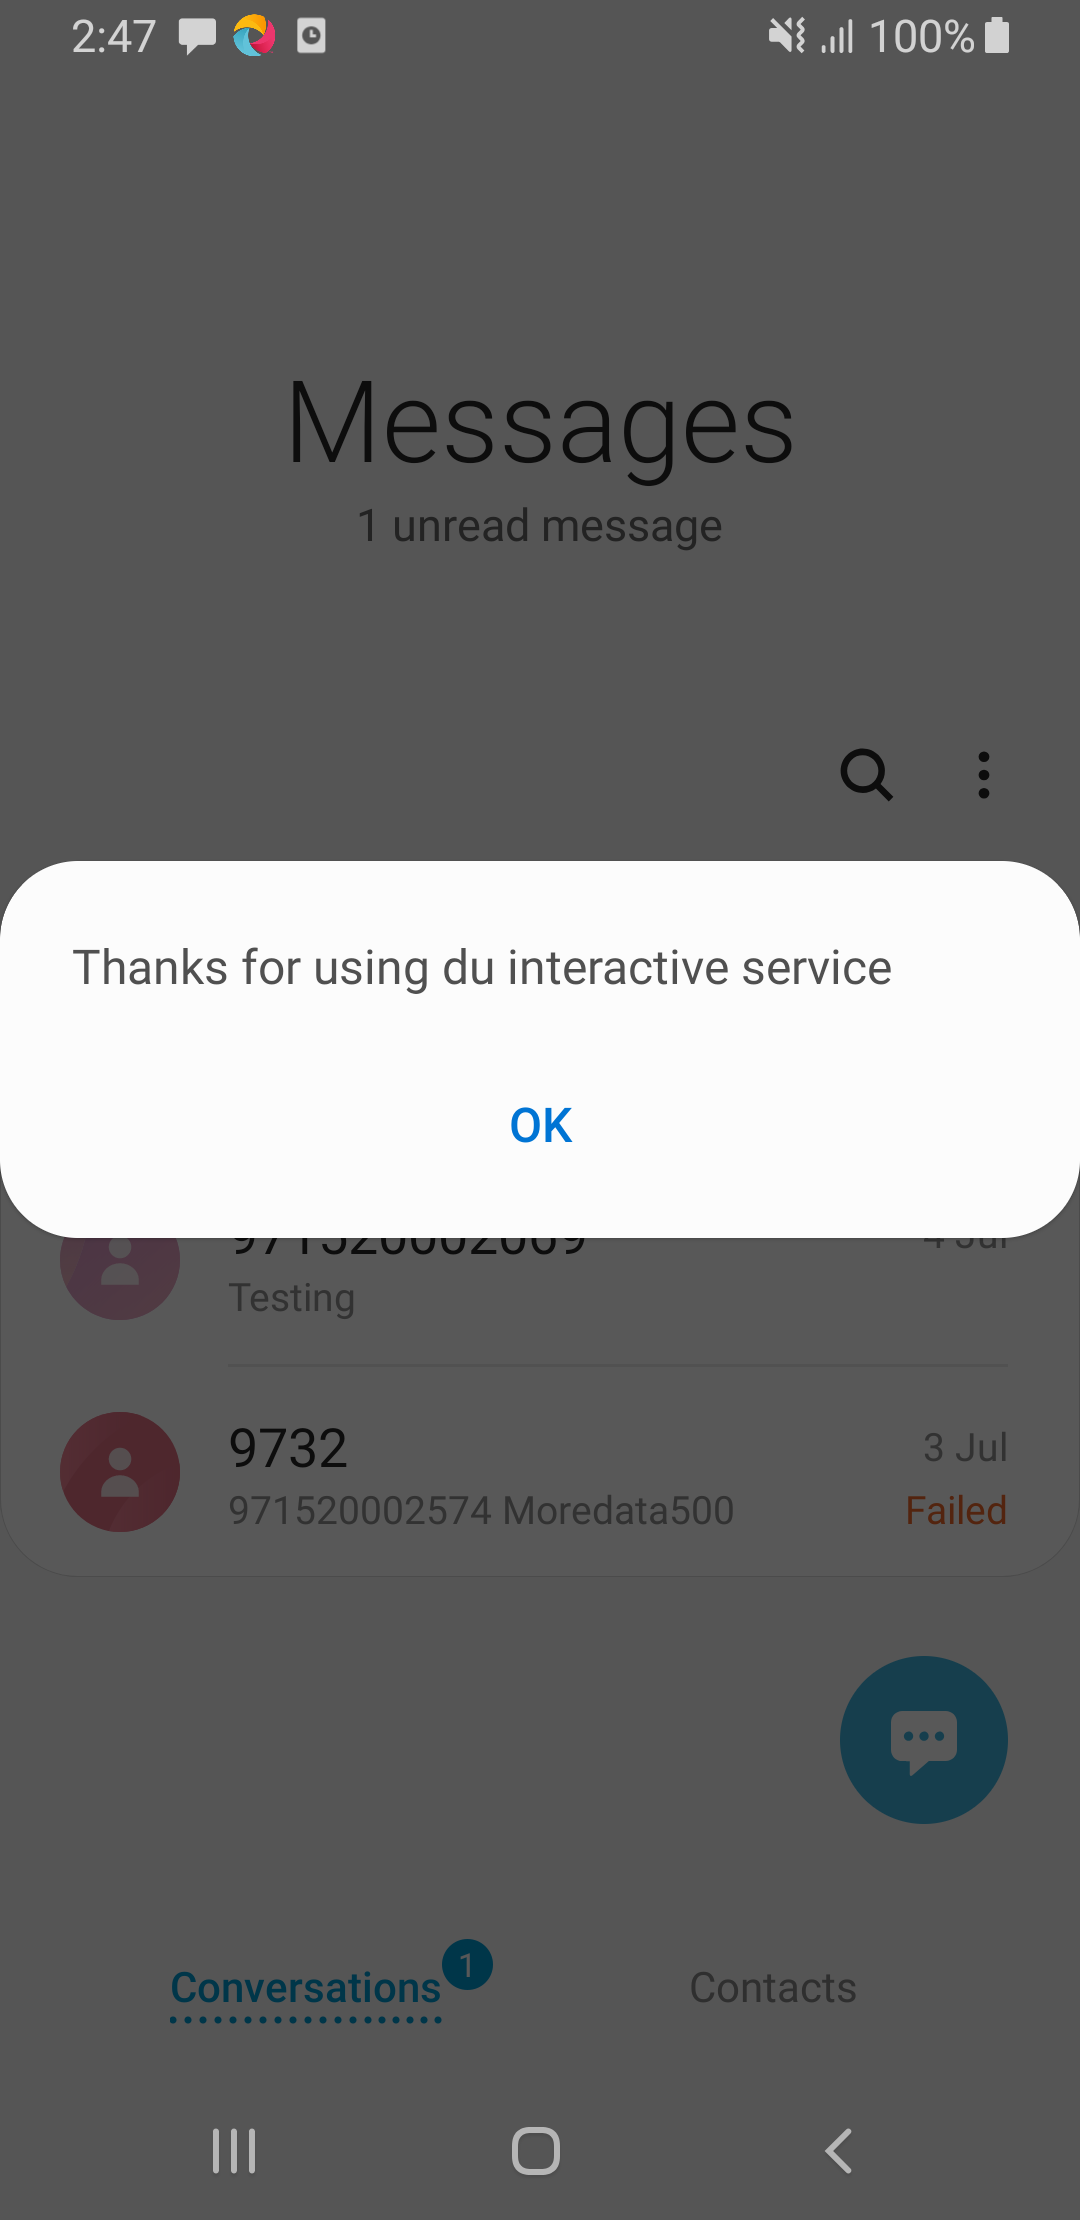 2:47
100%
Messages
1 unread message
Thanks for using du interactive service
OK
Testing
9732
3 Jul
971520002574 Moredata500
Failed
Conversations
1
Contacts